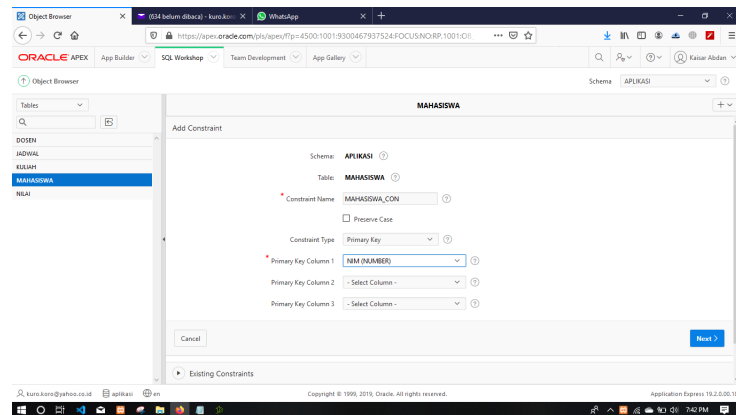 Object Browser
(634 belum dibaca) - kuro.koro
WhatsApp
https://apex.oracle.com/pls/apex/f?p=4500:1001:9300467937524:FOCUS:NO:RP,1001:OB
ORACLE APEX
App Builder
SQL Workshop
Team Development
App Gallery
Kaisar Abdan
Object Browser
Schema
APLIKASI
Tables
MAHASISWA
DOSEN
JADWAL
KULIAH
MAHASISWA
NILAI
Add Constraint
Schema: APLIKASI
Table: MAHASISWA
* Constraint Name MAHASISWA_CON
Preserve Case
Constraint Type Primary Key
* Primary Key Column 1 NIM (NUMBER)
Primary Key Column 2 - Select Column -
Primary Key Column 3 - Select Column -
Cancel
Next >
Existing Constraints
kuro.koro@yahoo.co.id
aplikasi
en
Copyright © 1999, 2019, Oracle. All rights reserved.
Application Express 19.2.0.00.1
7:42 PM